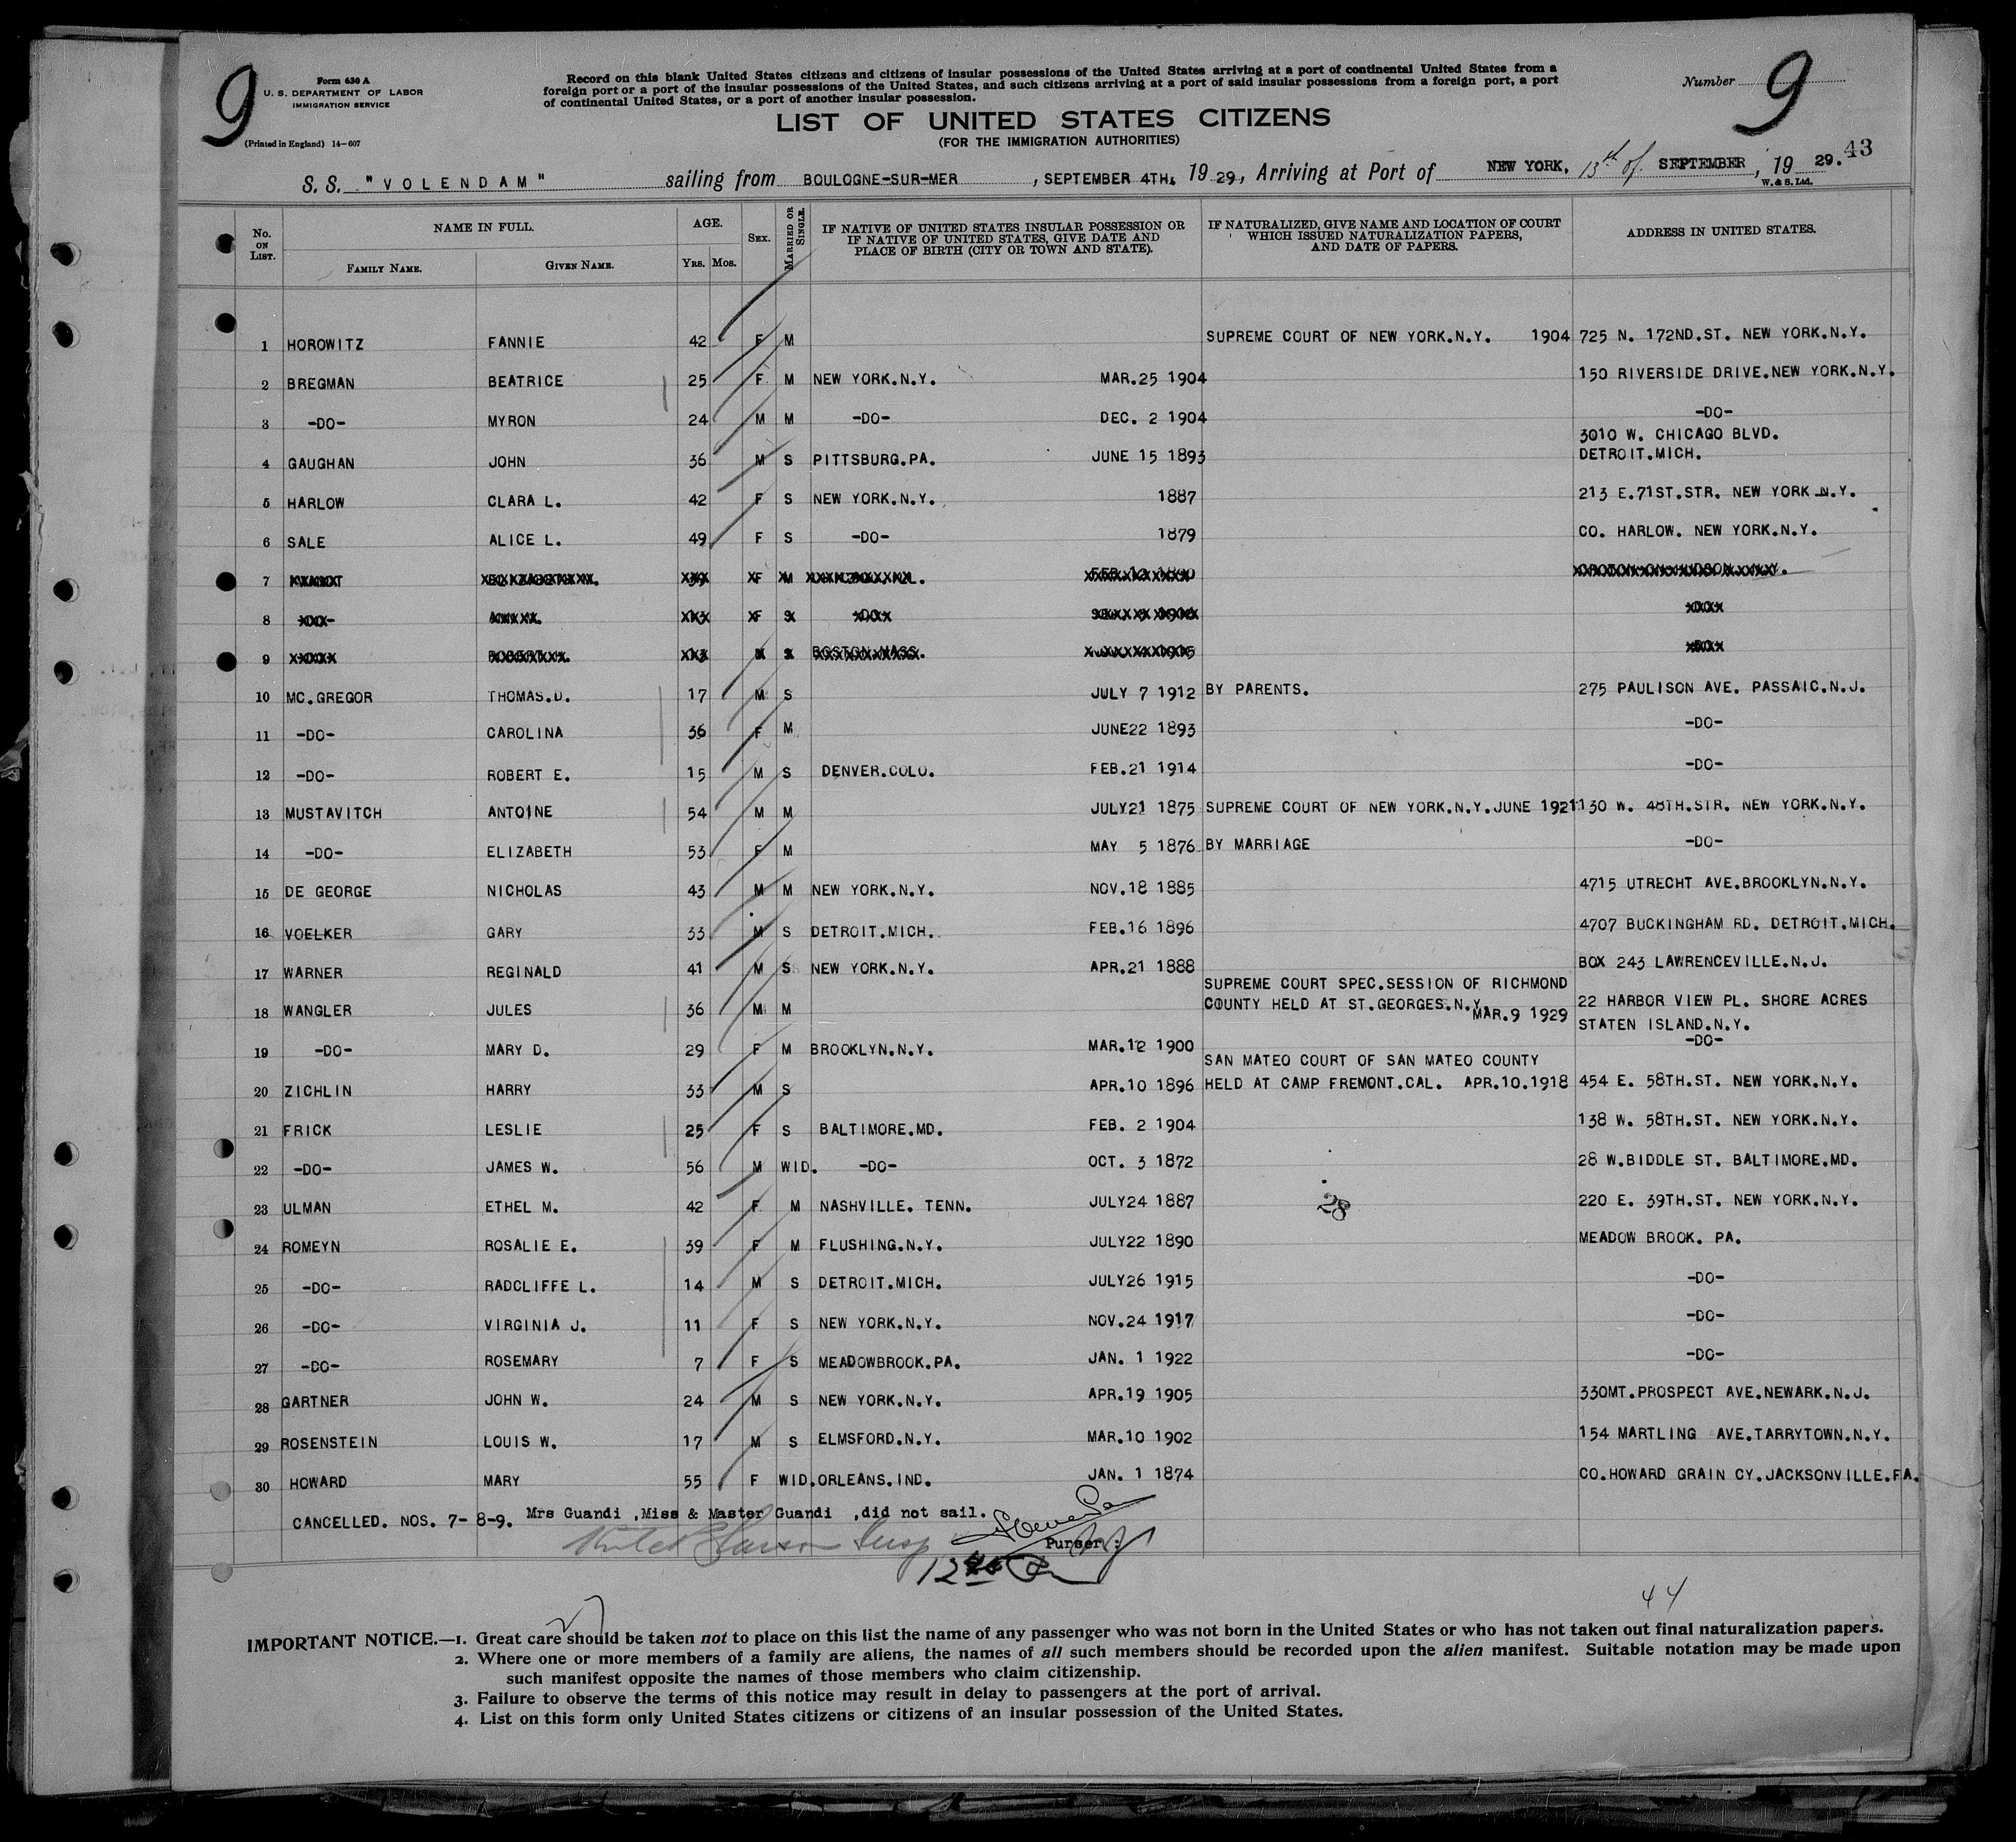 9
Form 630 A
U. S. DEPARTMENT OF LABOR
IMMIGRATION SERVICE
(Printed in England) 14-607
Record on this blank United States citizens and citizens of insular possessions of the United States arriving at a port of continental United States from a
foreign port or a port of the insular possessions of the United States, and such citizens arriving at a port of said insular possessions from a foreign port, a port
of continental United States, or a port of another insular possession.
Number 9
LIST OF UNITED STATES CITIZENS
(FOR THE IMMIGRATION AUTHORITIES)
43
S. S. "VOLENDAM" sailing from BOULOGNE-SUR-MER, SEPTEMBER 4TH, 1929, Arriving at Port of NEW YORK, 13th of SEPTEMBER, 1929.
W. & S. Ltd.
No. ON LIST. NAME IN FULL. AGE. SEX. MARRIED OR SINGLE. IF NATIVE OF UNITED STATES INSULAR POSSESSION OR IF NATIVE OF UNITED STATES, GIVE DATE AND PLACE OF BIRTH (CITY OR TOWN AND STATE). IF NATURALIZED, GIVE NAME AND LOCATION OF COURT WHICH ISSUED NATURALIZATION PAPERS, AND DATE OF PAPERS. ADDRESS IN UNITED STATES.
FAMILY NAME. GIVEN NAME. YRS. MOS.
1 HOROWITZ FANNIE 42 F M SUPREME COURT OF NEW YORK.N.Y. 1904 725 N. 172ND.ST. NEW YORK.N.Y.
2 BREGMAN BEATRICE 25 F M NEW YORK.N.Y. MAR.25 1904 150 RIVERSIDE DRIVE.NEW YORK.N.Y.
3 -DO- MYRON 24 M M -DO- DEC. 2 1904 -DO-
4 GAUGHAN JOHN 36 M S PITTSBURG.PA. JUNE 15 1893 3010 W. CHICAGO BLVD. DETROIT.MICH.
5 HARLOW CLARA L. 42 F S NEW YORK.N.Y. 1887 213 E.71ST.STR. NEW YORK N.Y.
6 SALE ALICE L. 49 F S -DO- 1879 CO. HARLOW. NEW YORK.N.Y.
7
8
9
10 MC.GREGOR THOMAS.D. 17 M S JULY 7 1912 BY PARENTS. 275 PAULISON AVE. PASSAIC.N.J.
11 -DO- CAROLINA 36 F M JUNE22 1893 -DO-
12 -DO- ROBERT E. 15 M S DENVER.COLO. FEB.21 1914 -DO-
13 MUSTAVITCH ANTOINE 54 M M JULY21 1875 SUPREME COURT OF NEW YORK.N.Y.JUNE 1921 130 W. 48TH.STR. NEW YORK.N.Y.
14 -DO- ELIZABETH 53 F M MAY 5 1876 BY MARRIAGE -DO-
15 DE GEORGE NICHOLAS 43 M M NEW YORK.N.Y. NOV.18 1885 4715 UTRECHT AVE.BROOKLYN.N.Y.
16 VOELKER GARY 33 M S DETROIT.MICH. FEB.16 1896 4707 BUCKINGHAM RD. DETROIT.MICH.
17 WARNER REGINALD 41 M S NEW YORK.N.Y. APR.21 1888 BOX 243 LAWRENCEVILLE.N.J.
18 WANGLER JULES 36 M M SUPREME COURT SPEC.SESSION OF RICHMOND COUNTY HELD AT ST.GEORGES.N.Y. MAR.9 1929 22 HARBOR VIEW PL. SHORE ACRES STATEN ISLAND.N.Y.
19 -DO- MARY D. 29 F M BROOKLYN.N.Y. MAR.12 1900 -DO-
20 ZICHLIN HARRY 33 M S APR.10 1896 SAN MATEO COURT OF SAN MATEO COUNTY HELD AT CAMP FREMONT.CAL. APR.10.1918 454 E. 58TH.ST. NEW YORK.N.Y.
21 FRICK LESLIE 25 F S BALTIMORE.MD. FEB. 2 1904 138 W. 58TH.ST. NEW YORK.N.Y.
22 -DO- JAMES W. 56 M WID. -DO- OCT. 3 1872 28 W.BIDDLE ST. BALTIMORE.MD.
23 ULMAN ETHEL M. 42 F M NASHVILLE. TENN. JULY24 1887 28 220 E. 39TH.ST. NEW YORK.N.Y.
24 ROMEYN ROSALIE E. 39 F M FLUSHING.N.Y. JULY22 1890 MEADOW BROOK. PA.
25 -DO- RADCLIFFE L. 14 M S DETROIT.MICH. JULY26 1915 -DO-
26 -DO- VIRGINIA J. 11 F S NEW YORK.N.Y. NOV.24 1917 -DO-
27 -DO- ROSEMARY 7 F S MEADOWBROOK.PA. JAN. 1 1922 -DO-
28 GARTNER JOHN W. 24 M S NEW YORK.N.Y. APR.19 1905 330MT.PROSPECT AVE.NEWARK.N.J.
29 ROSENSTEIN LOUIS W. 17 M S ELMSFORD.N.Y. MAR.10 1902 154 MARTLING AVE.TARRYTOWN.N.Y.
30 HOWARD MARY 55 F WID. ORLEANS.IND. JAN. 1 1874 CO.HOWARD GRAIN CY.JACKSONVILLE.FA.
CANCELLED. NOS. 7-8-9. Mrs Guandi ,Miss & Master Guandi ,did not sail.
Purser :
44
27
IMPORTANT NOTICE.—1. Great care should be taken not to place on this list the name of any passenger who was not born in the United States or who has not taken out final naturalization papers.
2. Where one or more members of a family are aliens, the names of all such members should be recorded upon the alien manifest. Suitable notation may be made upon
such manifest opposite the names of those members who claim citizenship.
3. Failure to observe the terms of this notice may result in delay to passengers at the port of arrival.
4. List on this form only United States citizens or citizens of an insular possession of the United States.